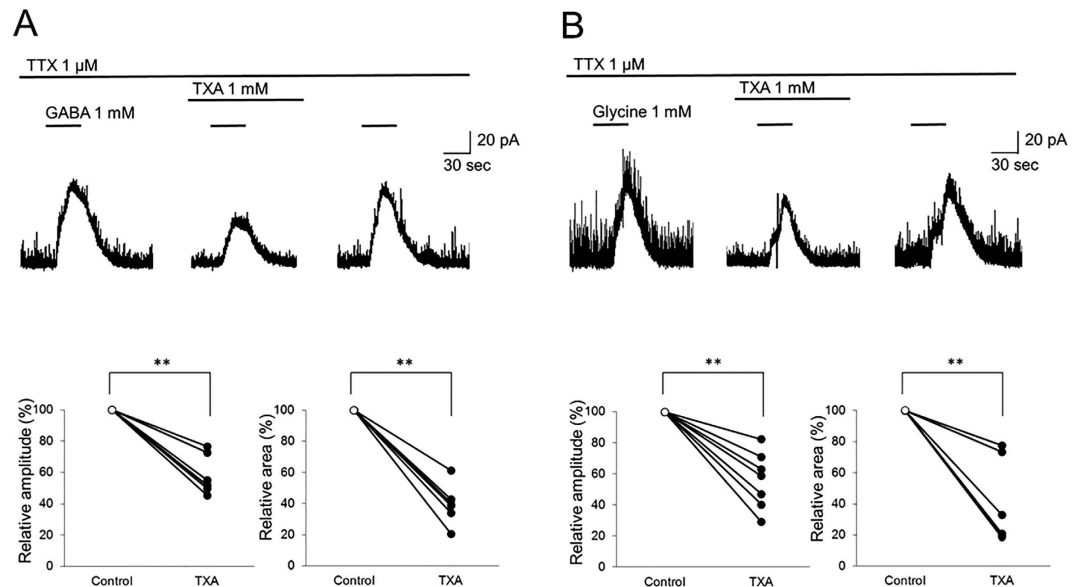 A
TTX 1 µM
TXA 1 mM
GABA 1 mM
20 pA
30 sec
**
Relative amplitude (%)
100
80
60
40
20
0
Control
TXA
**
Relative area (%)
100
80
60
40
20
0
Control
TXA
B
TTX 1 µM
TXA 1 mM
Glycine 1 mM
20 pA
30 sec
**
Relative amplitude (%)
100
80
60
40
20
0
Control
TXA
**
Relative area (%)
100
80
60
40
20
0
Control
TXA